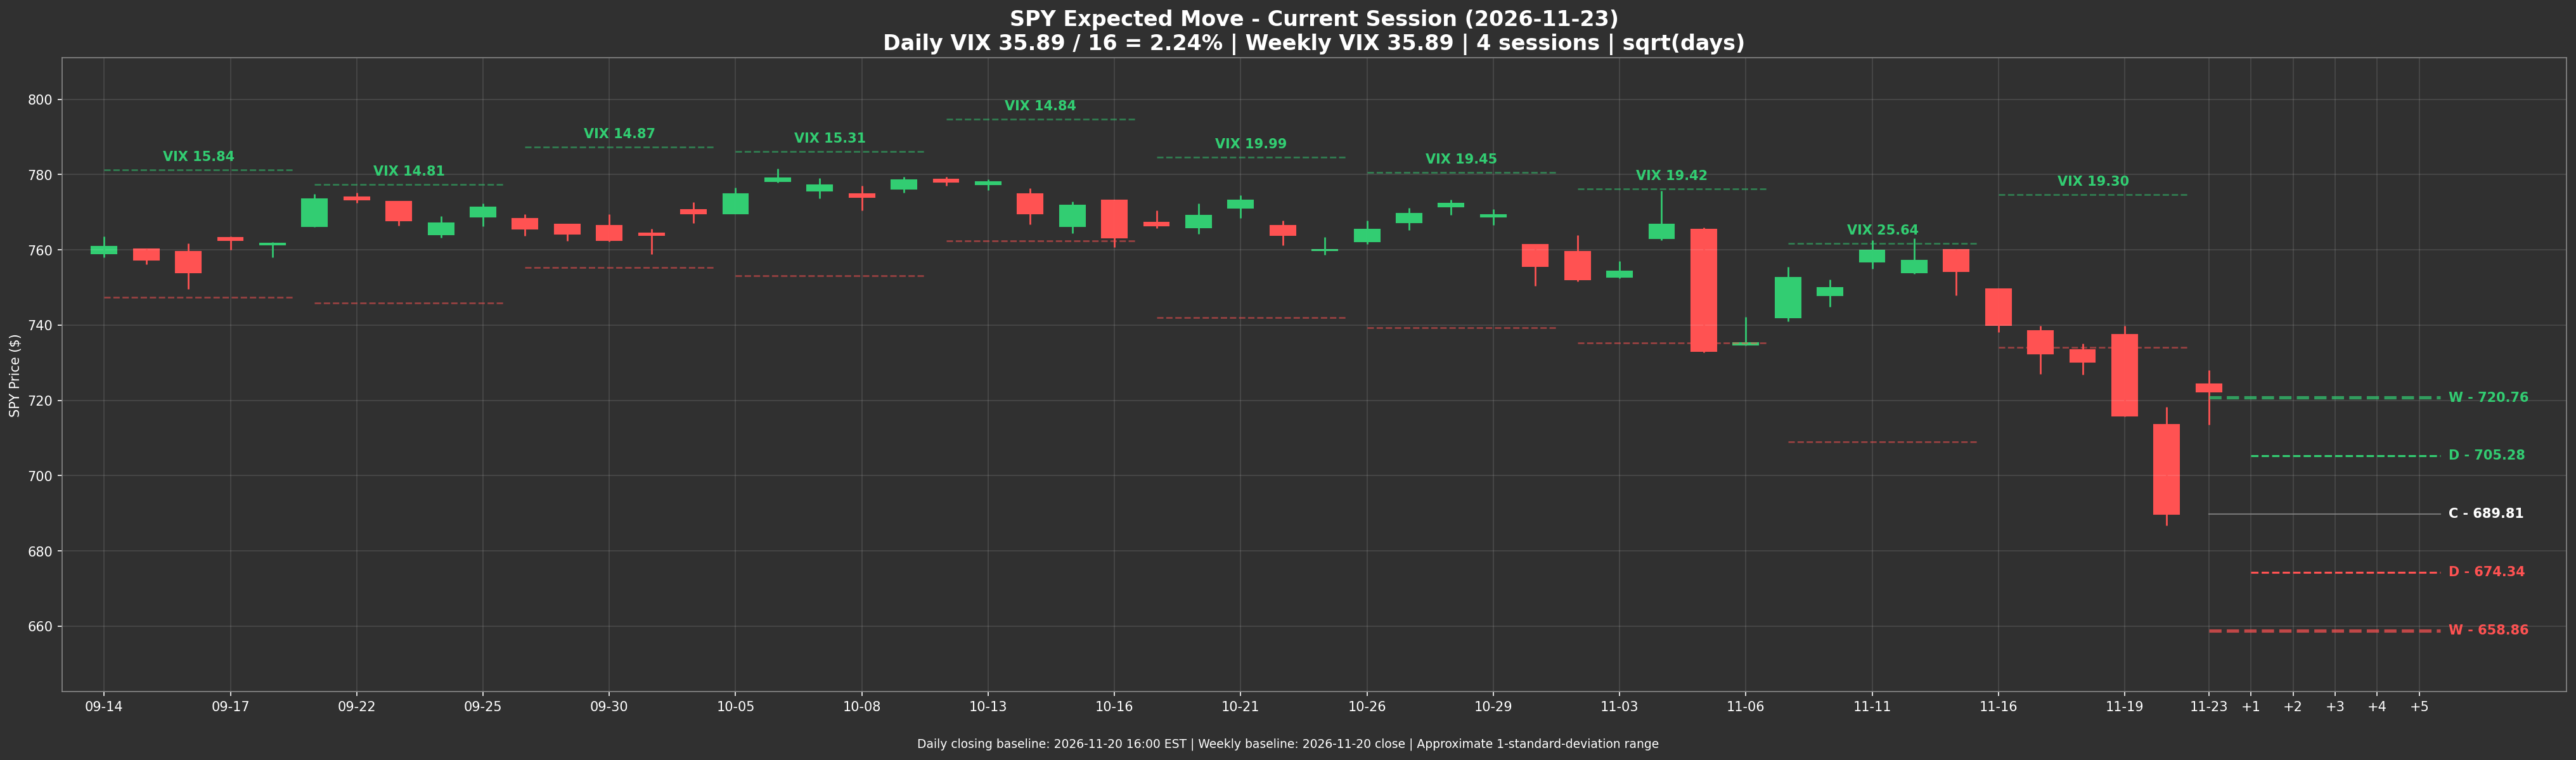 SPY Expected Move - Current Session (2026-11-23)
Daily VIX 35.89 / 16 = 2.24% | Weekly VIX 35.89 | 4 sessions | sqrt(days)
SPY Price ($)
800
780
760
740
720
700
680
660
VIX 15.84
VIX 14.81
VIX 14.87
VIX 15.31
VIX 14.84
VIX 19.99
VIX 19.45
VIX 19.42
VIX 25.64
VIX 19.30
W - 720.76
D - 705.28
C - 689.81
D - 674.34
W - 658.86
09-14 09-17 09-22 09-25 09-30 10-05 10-08 10-13 10-16 10-21 10-26 10-29 11-03 11-06 11-11 11-16 11-19 11-23 +1 +2 +3 +4 +5
Daily closing baseline: 2026-11-20 16:00 EST | Weekly baseline: 2026-11-20 close | Approximate 1-standard-deviation range